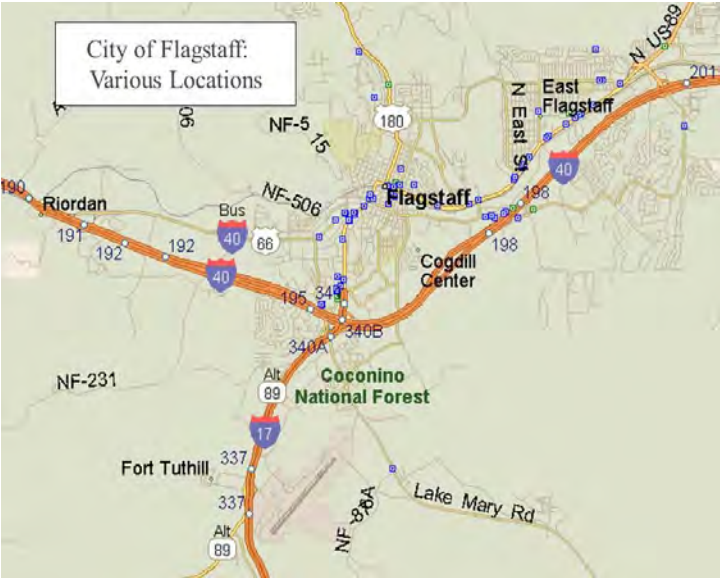 City of Flagstaff:
Various Locations
N US-89
201
180
East
Flagstaff
N East St
NF-5
15
06
40
190
Riordan
NF-506
Flagstaff
198
Bus
40
66
191
192
192
198
40
Cogdill
Center
195
340B
340A
Alt
89
Coconino
National Forest
NF-231
17
337
Fort Tuthill
Lake Mary Rd
337
Alt
89